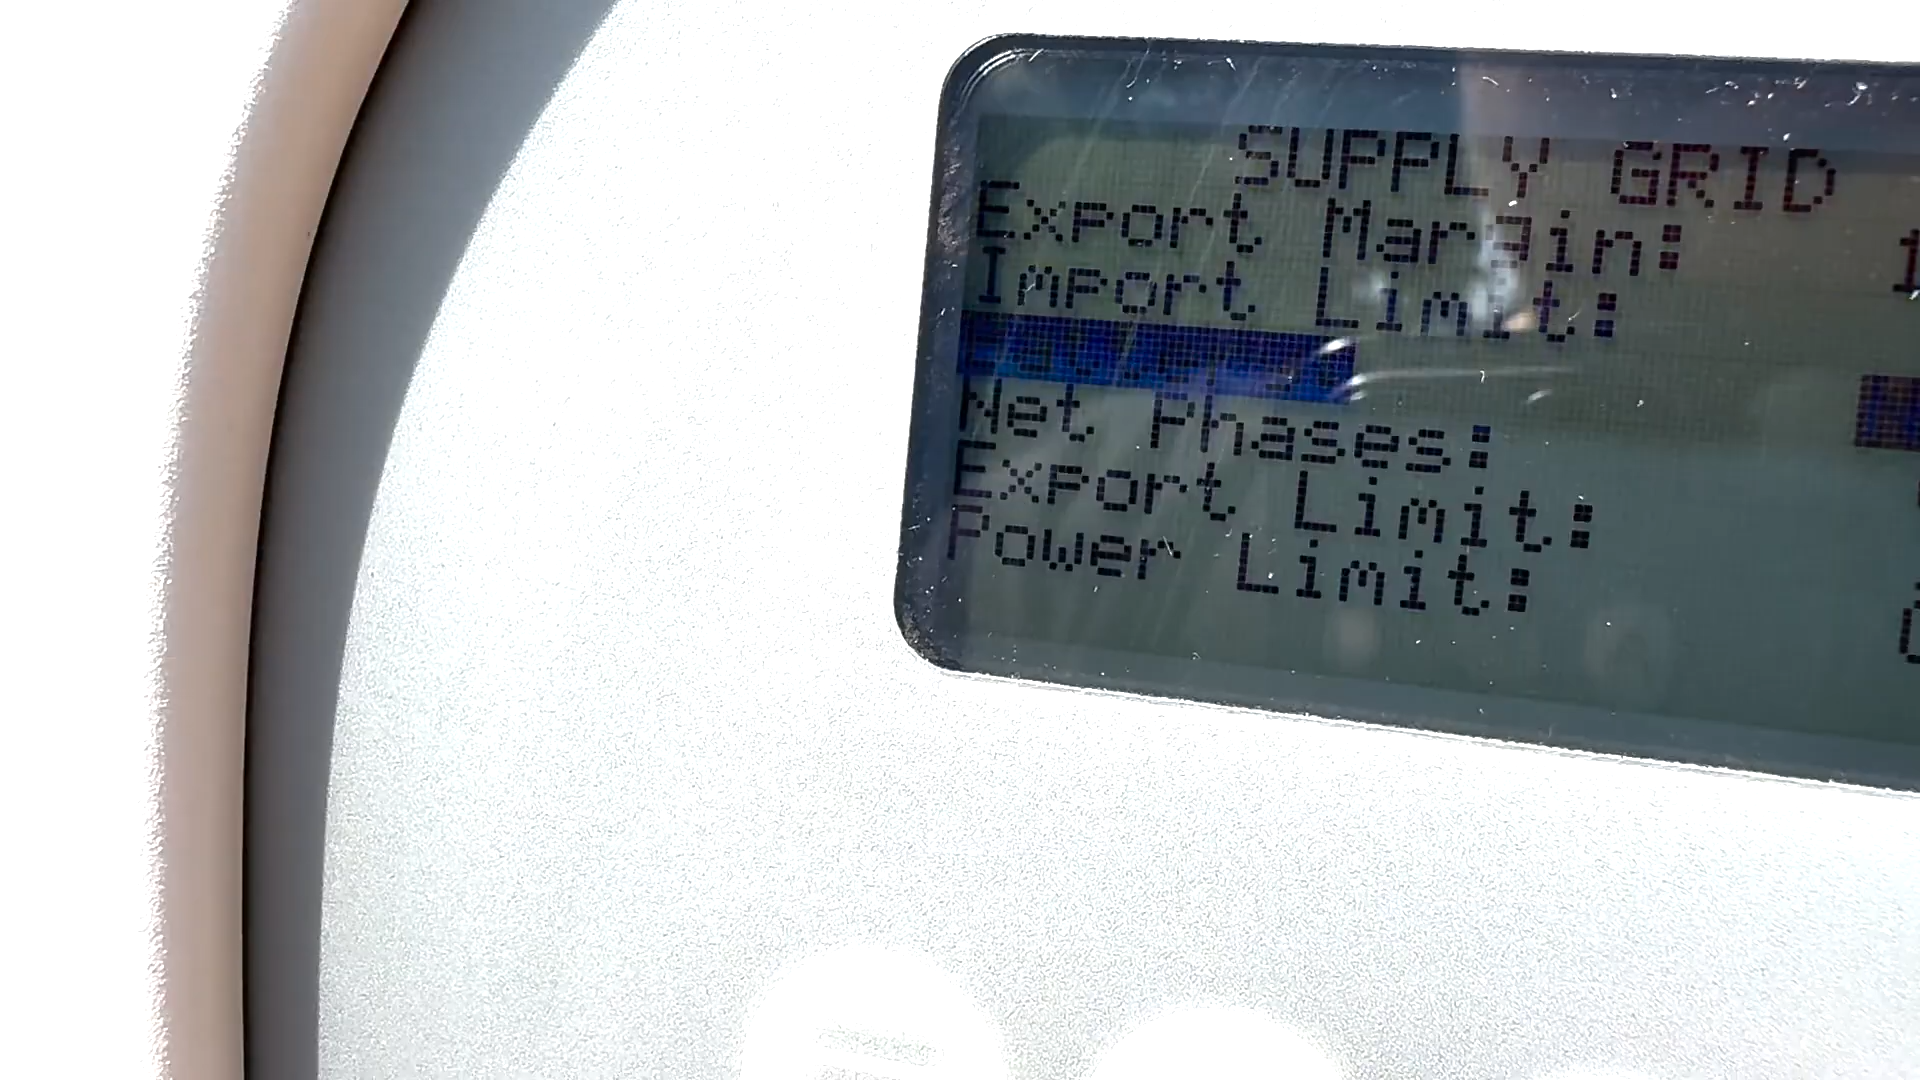 SUPPLY GRID
Export Margin:
Import Limit:
Net Phases:
Export Limit:
Power Limit: